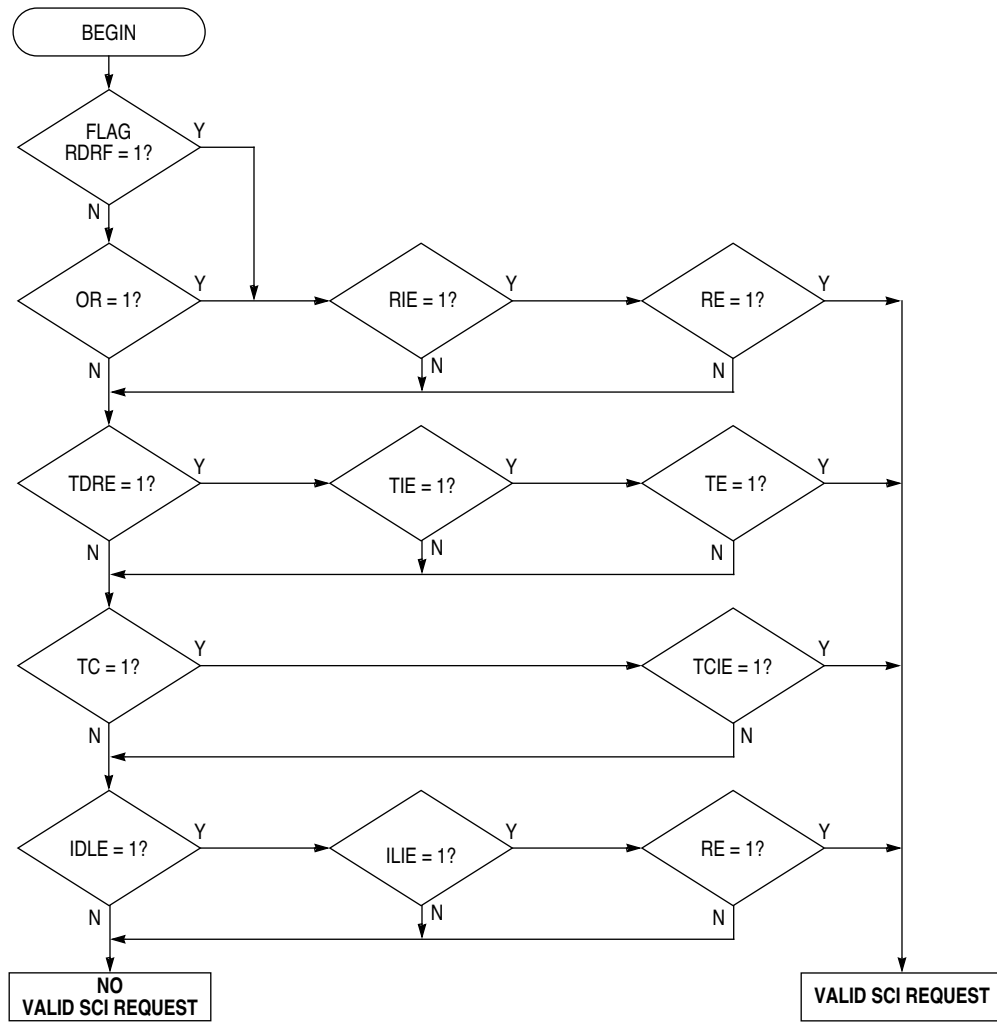 BEGIN
FLAG
RDRF = 1?
Y
N
OR = 1?
Y
RIE = 1?
Y
RE = 1?
Y
N
N
N
TDRE = 1?
Y
TIE = 1?
Y
TE = 1?
Y
N
N
N
TC = 1?
Y
TCIE = 1?
Y
N
N
IDLE = 1?
Y
ILIE = 1?
Y
RE = 1?
Y
N
N
N
NO
VALID SCI REQUEST
VALID SCI REQUEST